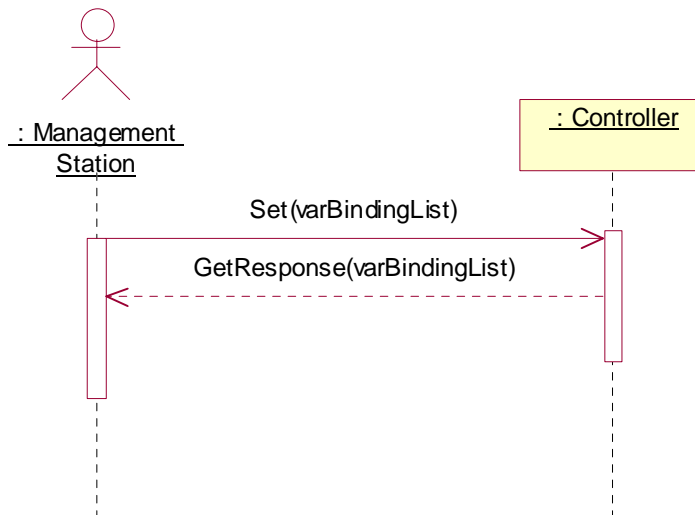 : Management
Station
: Controller
Set(varBindingList)
GetResponse(varBindingList)